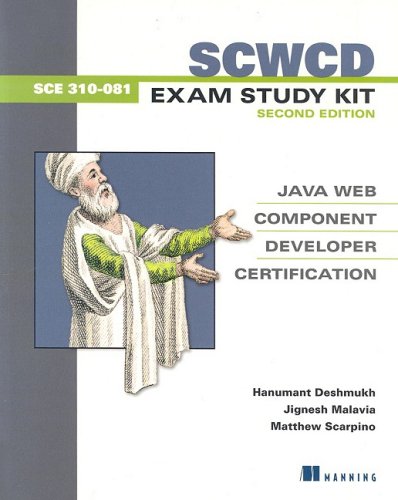 SCWCD
SCE 310-081
EXAM STUDY KIT
SECOND EDITION
JAVA WEB
COMPONENT
DEVELOPER
CERTIFICATION
Hanumant Deshmukh
Jignesh Malavia
Matthew Scarpino
MANNING